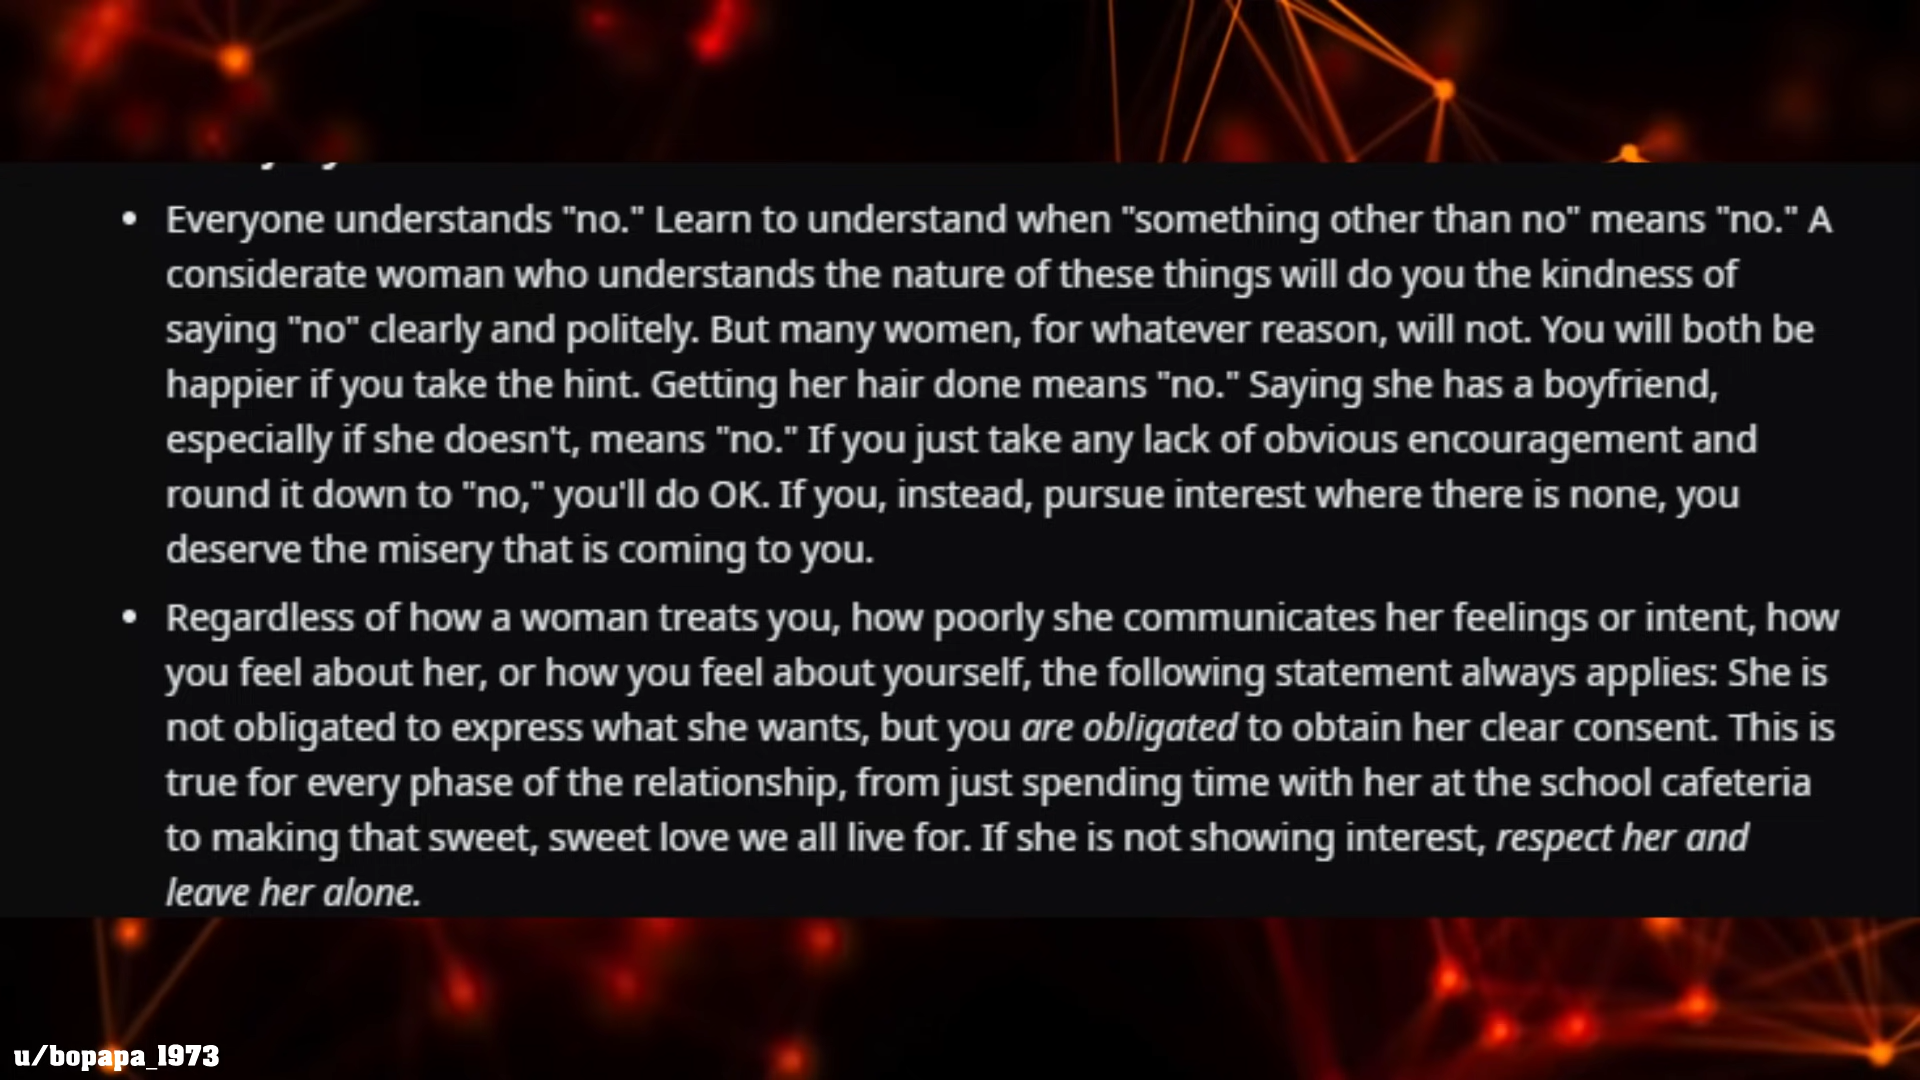 • Everyone understands "no." Learn to understand when "something other than no" means "no." A
considerate woman who understands the nature of these things will do you the kindness of
saying "no" clearly and politely. But many women, for whatever reason, will not. You will both be
happier if you take the hint. Getting her hair done means "no." Saying she has a boyfriend,
especially if she doesn't, means "no." If you just take any lack of obvious encouragement and
round it down to "no," you'll do OK. If you, instead, pursue interest where there is none, you
deserve the misery that is coming to you.
• Regardless of how a woman treats you, how poorly she communicates her feelings or intent, how
you feel about her, or how you feel about yourself, the following statement always applies: She is
not obligated to express what she wants, but you are obligated to obtain her clear consent. This is
true for every phase of the relationship, from just spending time with her at the school cafeteria
to making that sweet, sweet love we all live for. If she is not showing interest, respect her and
leave her alone.
u/bopapa_1973